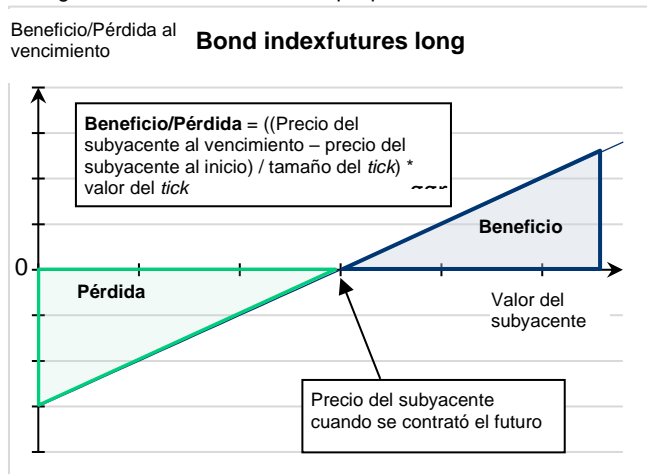 Beneficio/Pérdida al
vencimiento
Bond indexfutures long
Beneficio/Pérdida = ((Precio del
subyacente al vencimiento – precio del
subyacente al inicio) / tamaño del tick) *
valor del tick
Beneficio
0
Pérdida
Valor del
subyacente
Precio del subyacente
cuando se contrató el futuro